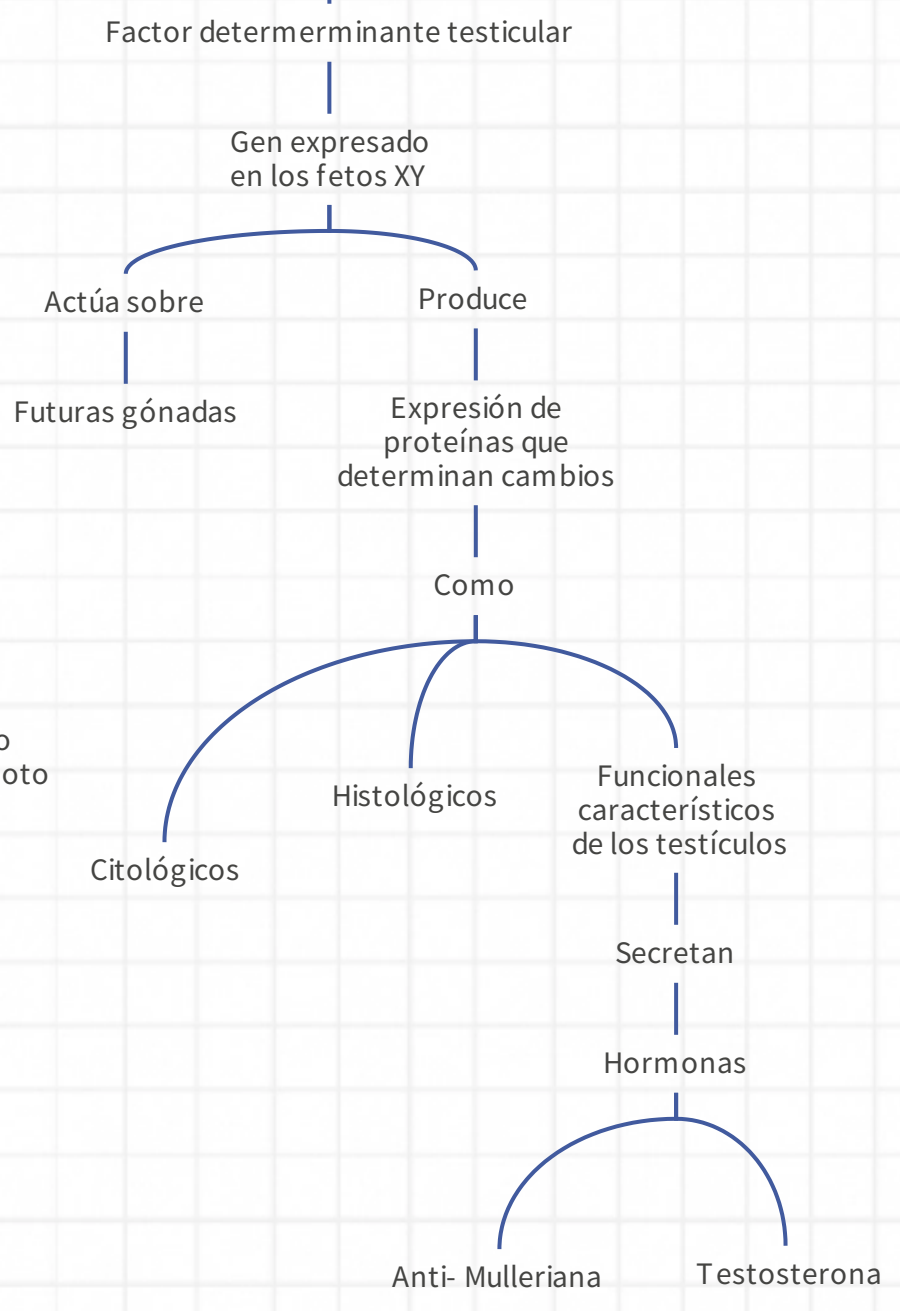 Factor determerminante testicular
Gen expresado
en los fetos XY
Actúa sobre
Produce
Futuras gónadas
Expresión de
proteínas que
determinan cambios
Como
Histológicos
Citológicos
Funcionales
característicos
de los testículos
Secretan
Hormonas
Anti- Mulleriana
Testosterona